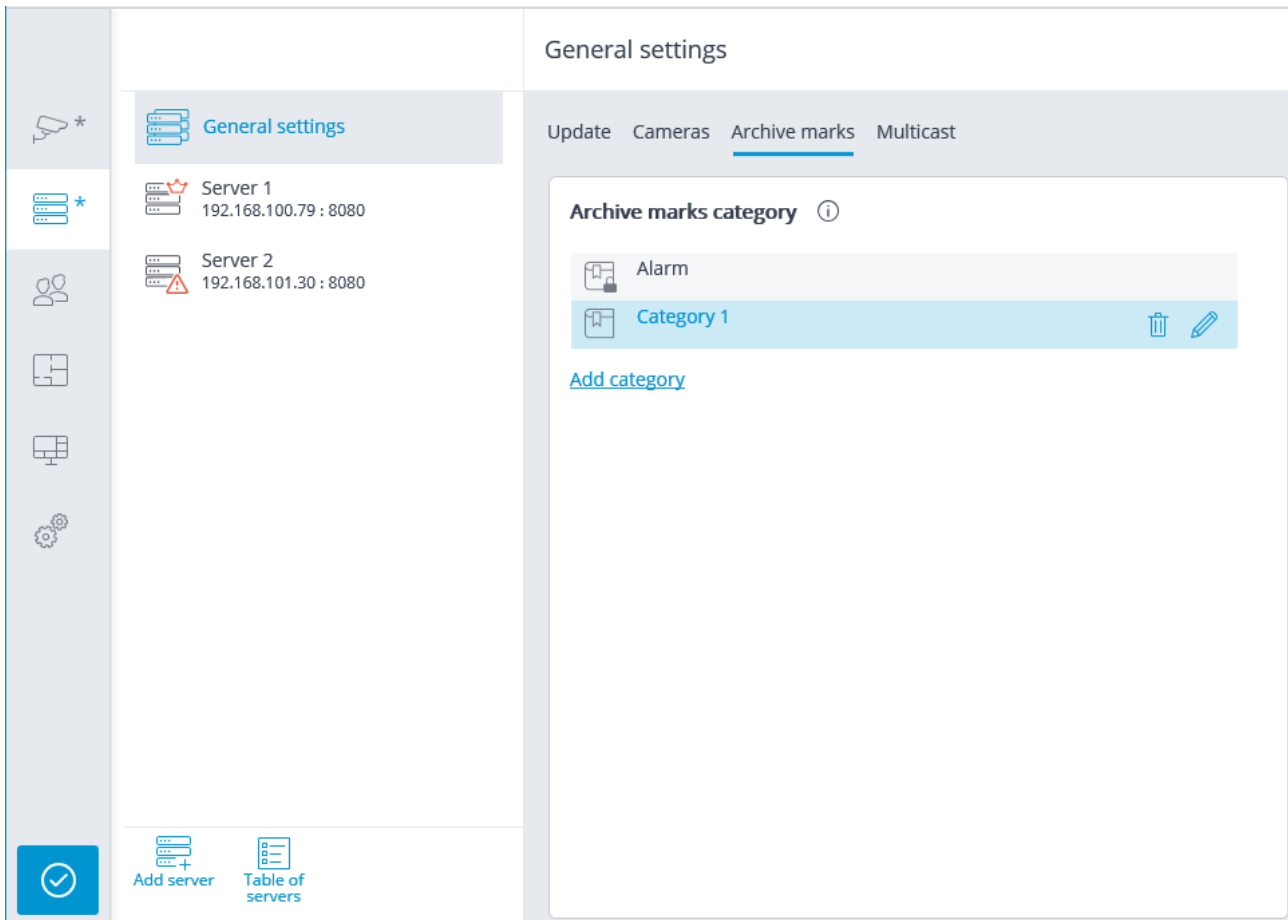 General settings
*
General settings
Update Cameras Archive marks Multicast
*
Server 1
192.168.100.79 : 8080
Archive marks category
Server 2
192.168.101.30 : 8080
Alarm
Category 1
Add category
Add server
Table of
servers